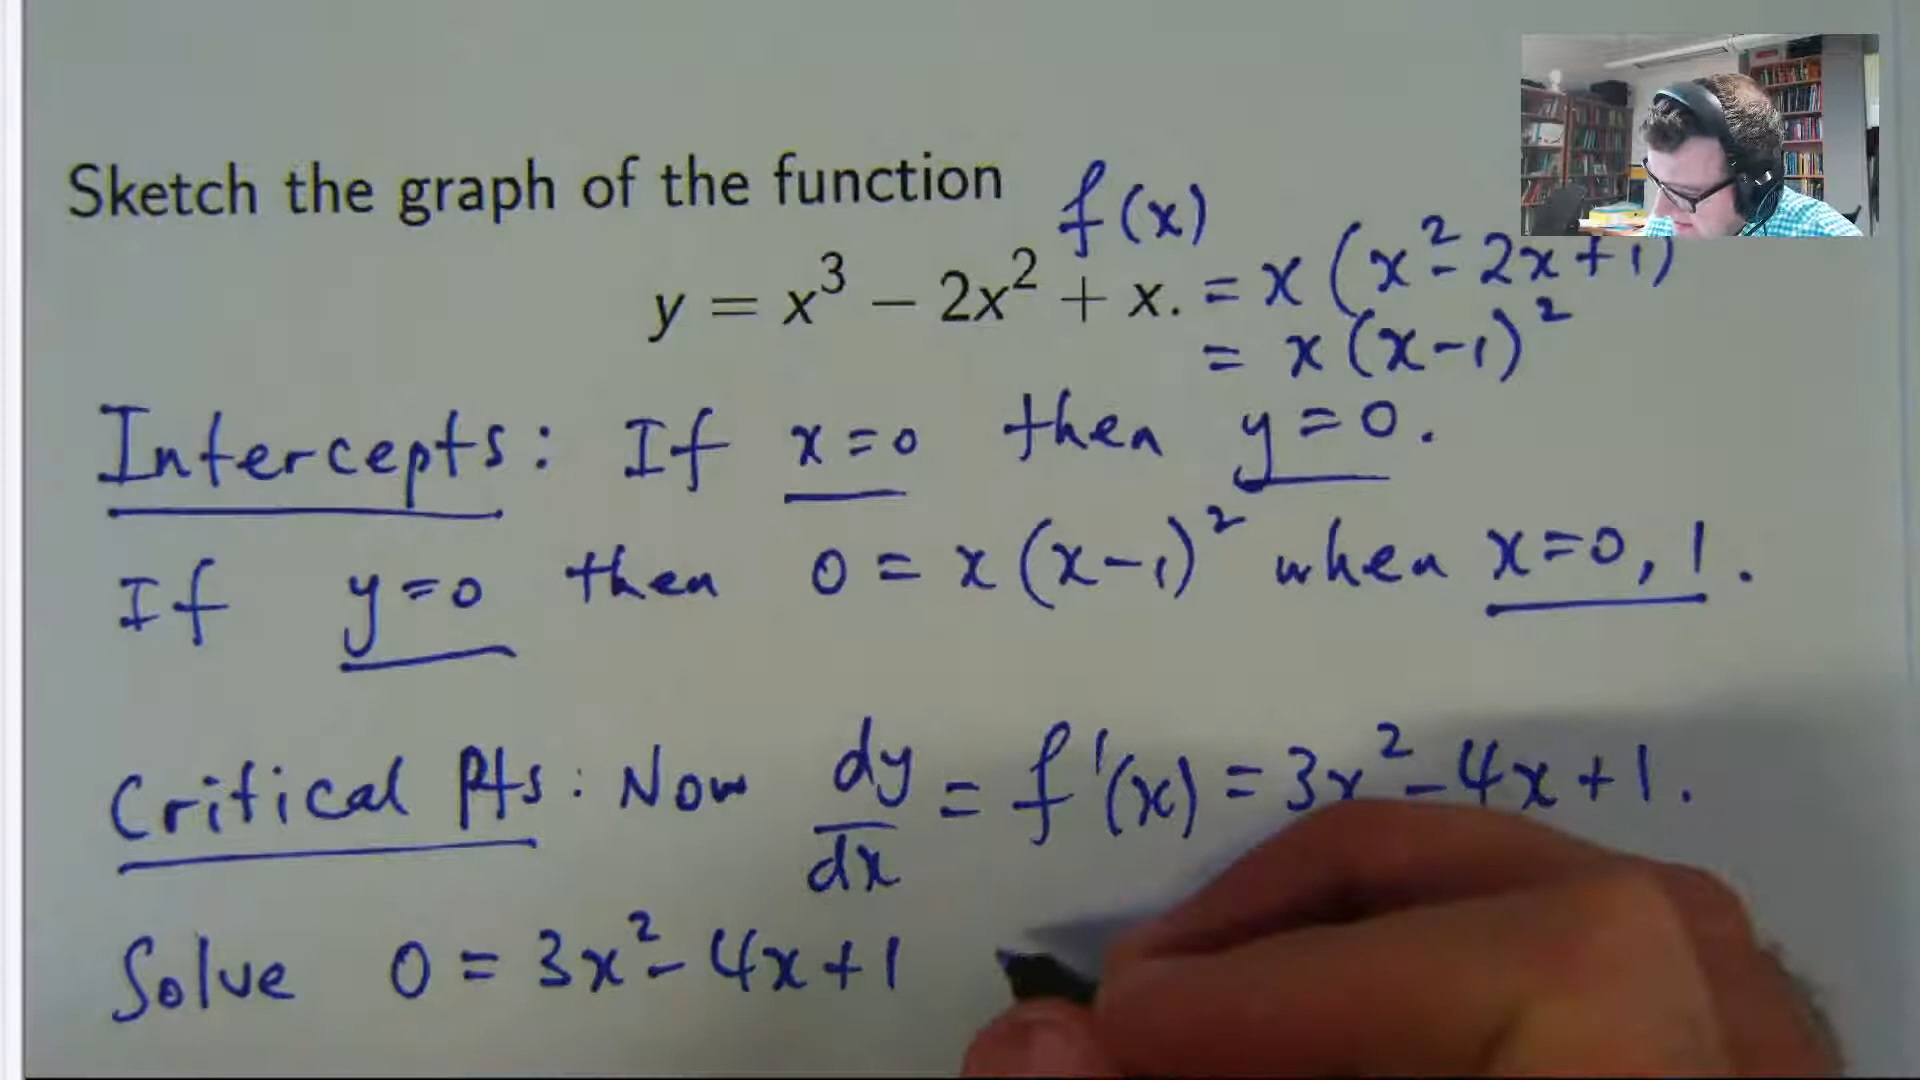 Sketch the graph of the function f(x)
y = x³ − 2x² + x. = x(x² - 2x + 1)
= x(x-1)²
Intercepts: If x=0 then y=0.
If y=0 then 0 = x(x-1)² when x=0, 1.
Critical Pts: Now dy/dx = f'(x) = 3x² - 4x + 1.
Solve 0 = 3x² - 4x + 1